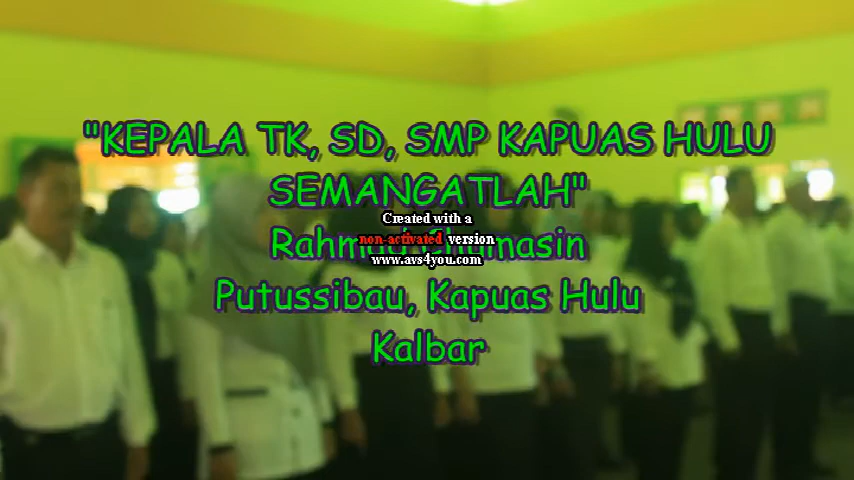 "KEPALA TK, SD, SMP KAPUAS HULU
SEMANGATLAH"
Created with a
non-activated version
www.avs4you.com
Putussibau, Kapuas Hulu
Kalbar